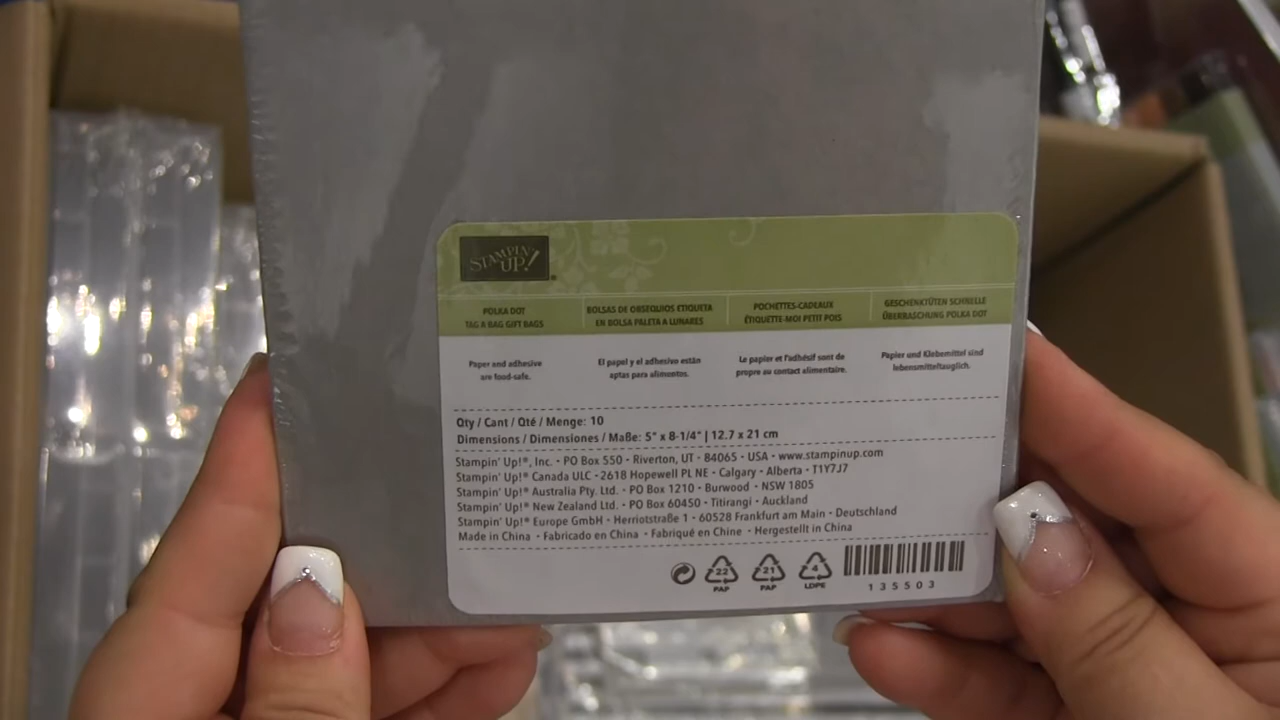 STAMPIN' UP!®
POLKA DOT
TAG A BAG GIFT BAGS
BOLSAS DE OBSEQUIOS ETIQUETA
EN BOLSA PALETA A LUNARES
POCHETTES-CADEAUX
ÉTIQUETTE-MOI PETIT POIS
GESCHENKTÜTEN SCHNELLE
ÜBERRASCHUNG POLKA DOT
Paper and adhesive
are food-safe.
El papel y el adhesivo están
aptas para alimentos.
Le papier et l'adhésif sont de
propre au contact alimentaire.
Papier und Klebemittel sind
lebensmitteltauglich.
Qty / Cant / Qté / Menge: 10
Dimensions / Dimensiones / Maße: 5" x 8-1/4" | 12.7 x 21 cm
Stampin' Up!®, Inc. • PO Box 550 • Riverton, UT • 84065 • USA • www.stampinup.com
Stampin' Up!® Canada ULC • 2618 Hopewell PL NE • Calgary • Alberta • T1Y7J7
Stampin' Up!® Australia Pty. Ltd. • PO Box 1210 • Burwood • NSW 1805
Stampin' Up!® New Zealand Ltd. • PO Box 60450 • Titirangi • Auckland
Stampin' Up!® Europe GmbH • Herriotstraße 1 • 60528 Frankfurt am Main • Deutschland
Made in China • Fabricado en China • Fabriqué en Chine • Hergestellt in China
22 PAP
21 PAP
4 LDPE
135503